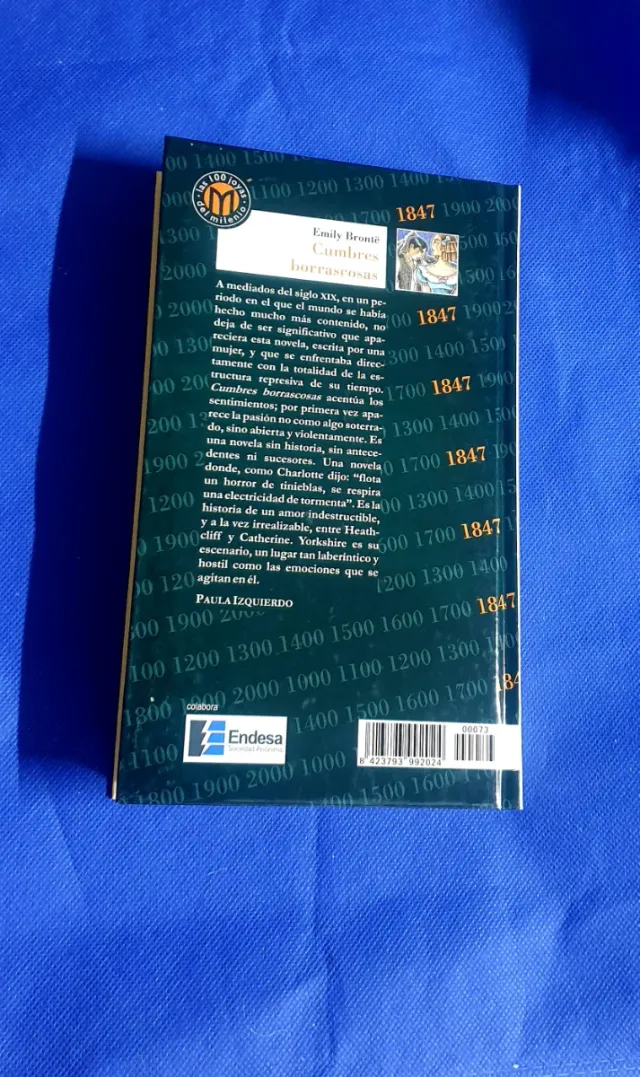 las 100 joyas del milenio
Emily Brontë
Cumbres
borrascosas
A mediados del siglo XIX, en un pe-
riodo en el que el mundo se había
hecho mucho más contenido, no
deja de ser significativo que apa-
reciera esta novela, escrita por una
mujer, y que se enfrentaba direc-
tamente con la totalidad de la es-
tructura represiva de su tiempo.
Cumbres borrascosas acentúa los
sentimientos; por primera vez apa-
rece la pasión no como algo soterra-
do, sino abierta y violentamente. Es
una novela sin historia, sin antece-
dentes ni sucesores. Una novela
donde, como Charlotte dijo: “flota
un horror de tinieblas, se respira
una electricidad de tormenta”. Es la
historia de un amor indestructible,
y a la vez irrealizable, entre Heath-
cliff y Catherine. Yorkshire es su
escenario, un lugar tan laberíntico y
hostil como las emociones que se
agitan en él.
PAULA IZQUIERDO
1847
1847
1847
1847
1847
1847
colabora
Endesa
Sociedad Anónima
00073
8 423793 992024